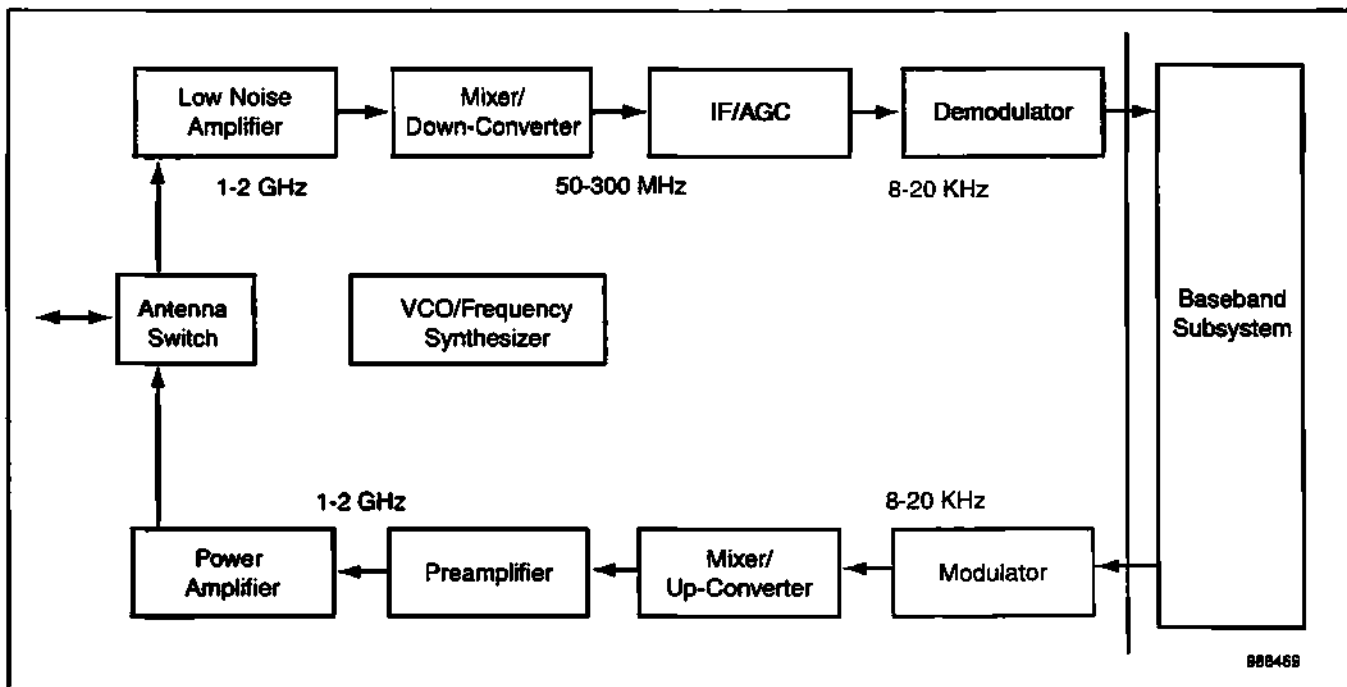 Low Noise
Amplifier
Mixer/
Down-Converter
IF/AGC
Demodulator
1-2 GHz
50-300 MHz
8-20 KHz
Antenna
Switch
VCO/Frequency
Synthesizer
Baseband
Subsystem
1-2 GHz
8-20 KHz
Power
Amplifier
Preamplifier
Mixer/
Up-Converter
Modulator